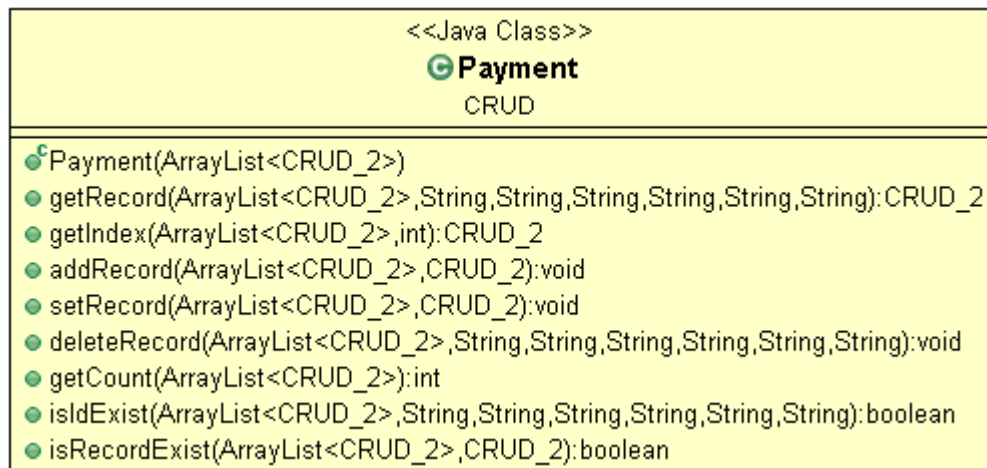 <<Java Class>>
Payment
CRUD
Payment(ArrayList<CRUD_2>)
getRecord(ArrayList<CRUD_2>,String,String,String,String,String,String):CRUD_2
getIndex(ArrayList<CRUD_2>,int):CRUD_2
addRecord(ArrayList<CRUD_2>,CRUD_2):void
setRecord(ArrayList<CRUD_2>,CRUD_2):void
deleteRecord(ArrayList<CRUD_2>,String,String,String,String,String,String):void
getCount(ArrayList<CRUD_2>):int
isIdExist(ArrayList<CRUD_2>,String,String,String,String,String,String):boolean
isRecordExist(ArrayList<CRUD_2>,CRUD_2):boolean